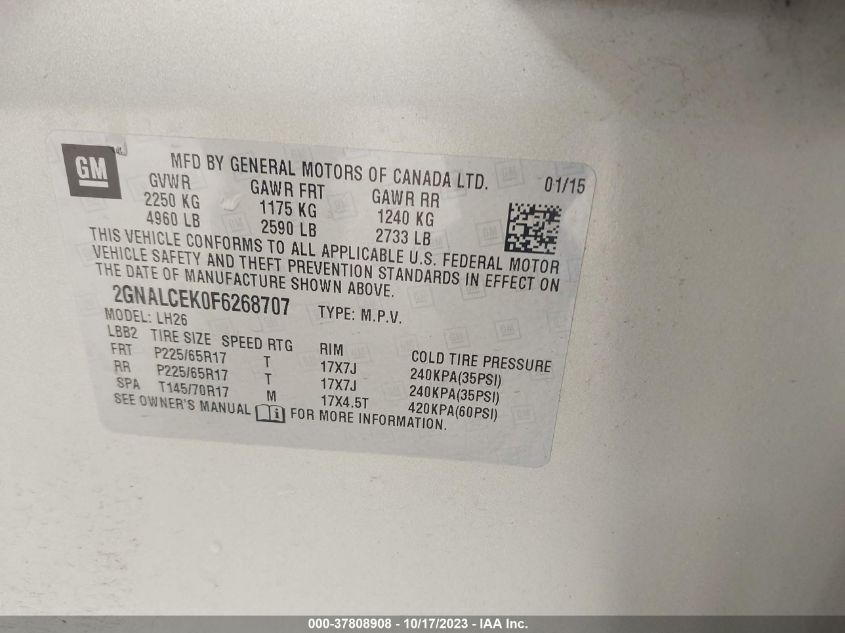 GM
MFD BY GENERAL MOTORS OF CANADA LTD. 01/15
GVWR GAWR FRT GAWR RR
2250 KG 1175 KG 1240 KG
4960 LB 2590 LB 2733 LB
THIS VEHICLE CONFORMS TO ALL APPLICABLE U.S. FEDERAL MOTOR
VEHICLE SAFETY AND THEFT PREVENTION STANDARDS IN EFFECT ON
THE DATE OF MANUFACTURE SHOWN ABOVE.
2GNALCEK0F6268707 TYPE: M.P.V.
MODEL: LH26
LBB2 TIRE SIZE SPEED RTG RIM COLD TIRE PRESSURE
FRT P225/65R17 T 17X7J 240KPA(35PSI)
RR P225/65R17 T 17X7J 240KPA(35PSI)
SPA T145/70R17 M 17X4.5T 420KPA(60PSI)
SEE OWNER'S MANUAL FOR MORE INFORMATION.
000-37808908 - 10/17/2023 - IAA Inc.